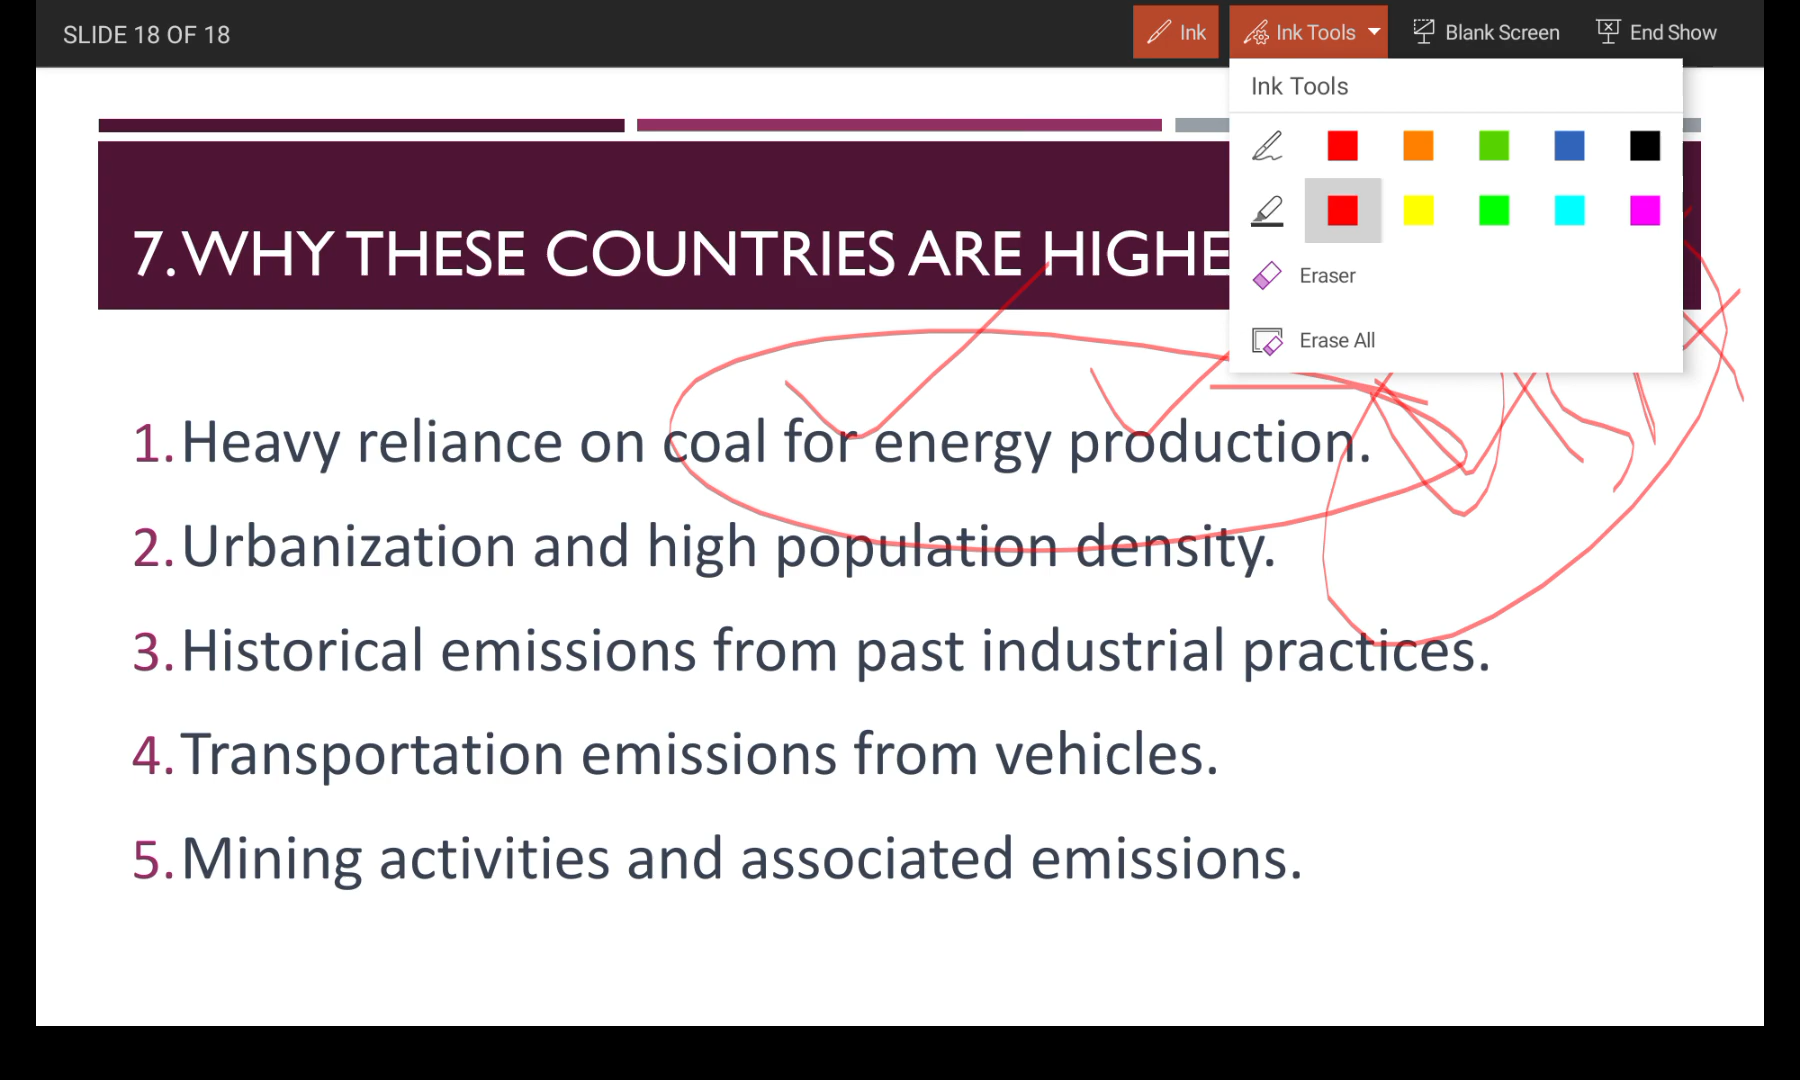 SLIDE 18 OF 18
Ink
Ink Tools
Blank Screen
End Show
Ink Tools
Eraser
Erase All
7.WHY THESE COUNTRIES ARE HIGHE
1.Heavy reliance on coal for energy production.
2.Urbanization and high population density.
3.Historical emissions from past industrial practices.
4.Transportation emissions from vehicles.
5.Mining activities and associated emissions.